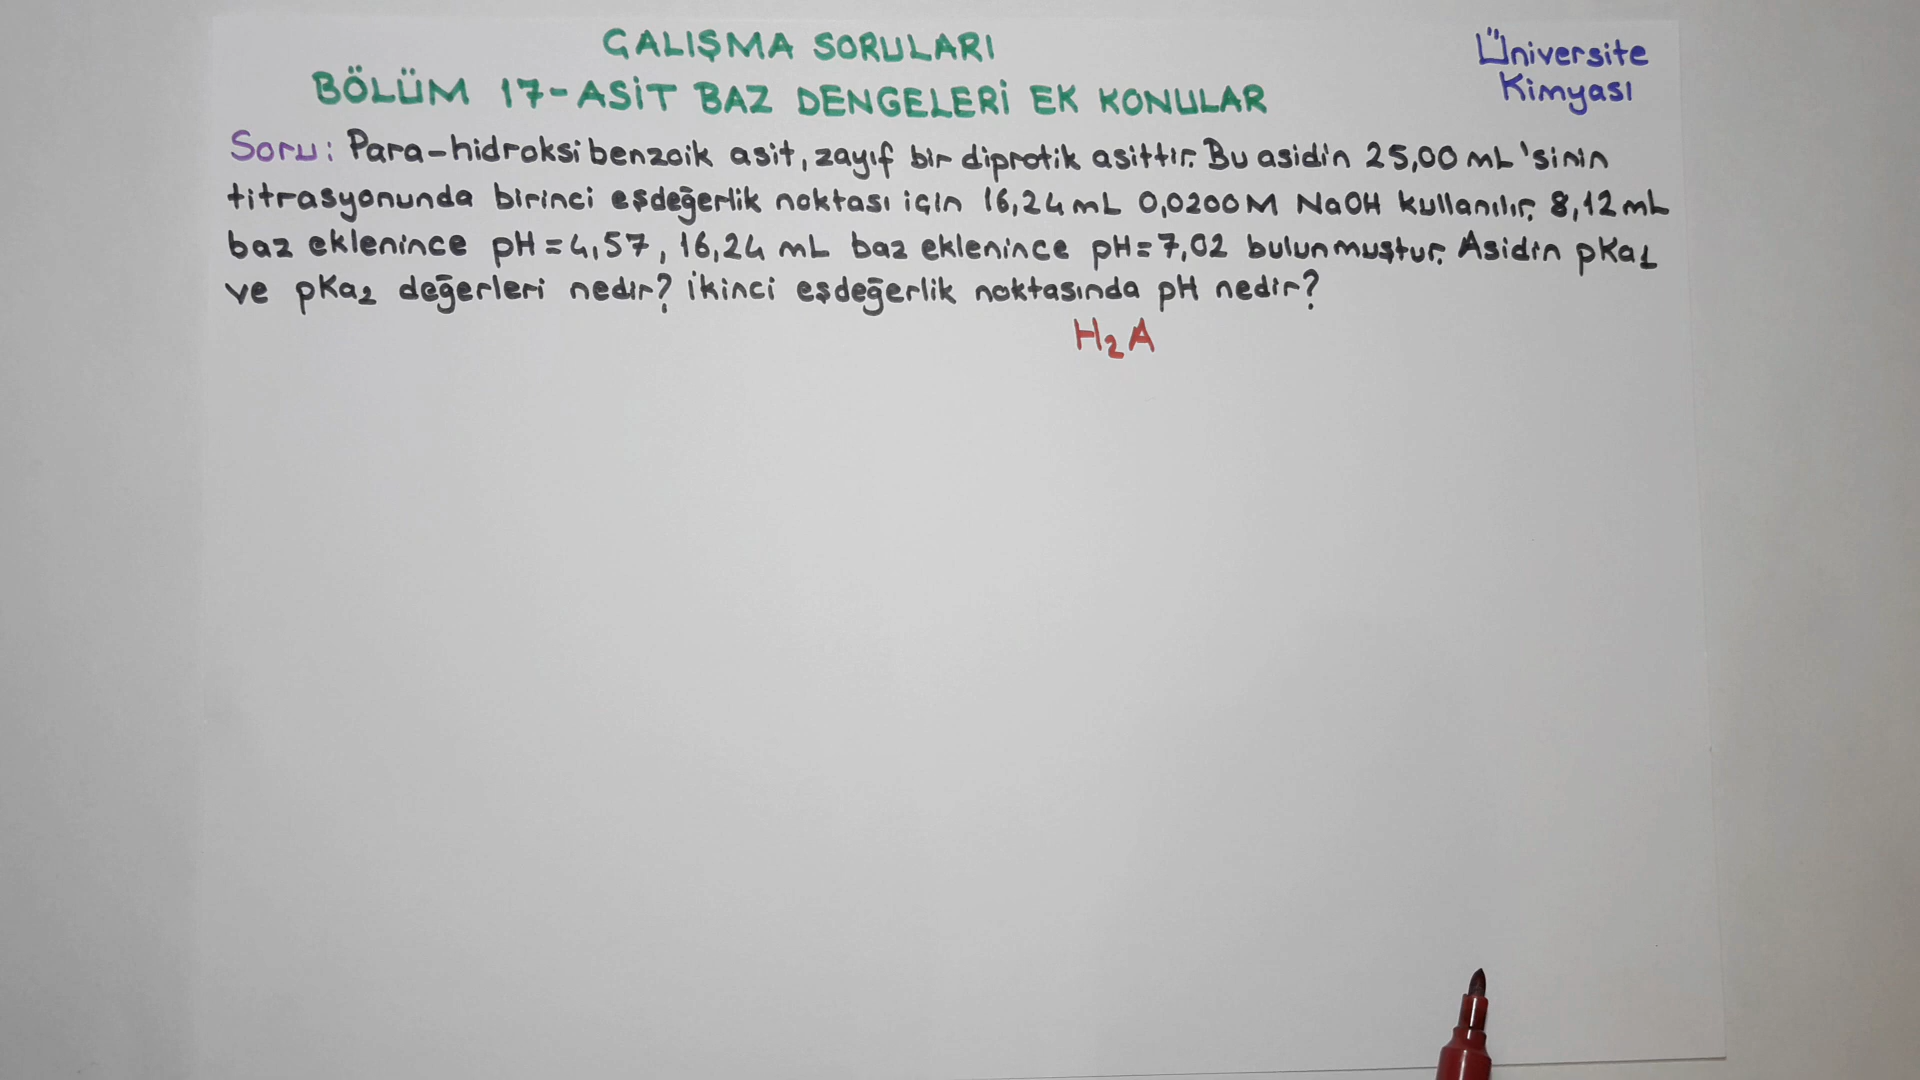 ÇALIŞMA SORULARI
BÖLÜM 17-ASİT BAZ DENGELERİ EK KONULAR
Üniversite
Kimyası
Soru: Para-hidroksibenzoik asit, zayıf bir diprotik asittir. Bu asidin 25,00 mL'sinin
titrasyonunda birinci eşdeğerlik noktası için 16,24 mL 0,0200M NaOH kullanılır. 8,12 mL
baz eklenince pH=4,57, 16,24 mL baz eklenince pH=7,02 bulunmuştur. Asidin pKa1
ve pKa2 değerleri nedir? İkinci eşdeğerlik noktasında pH nedir?
H2A